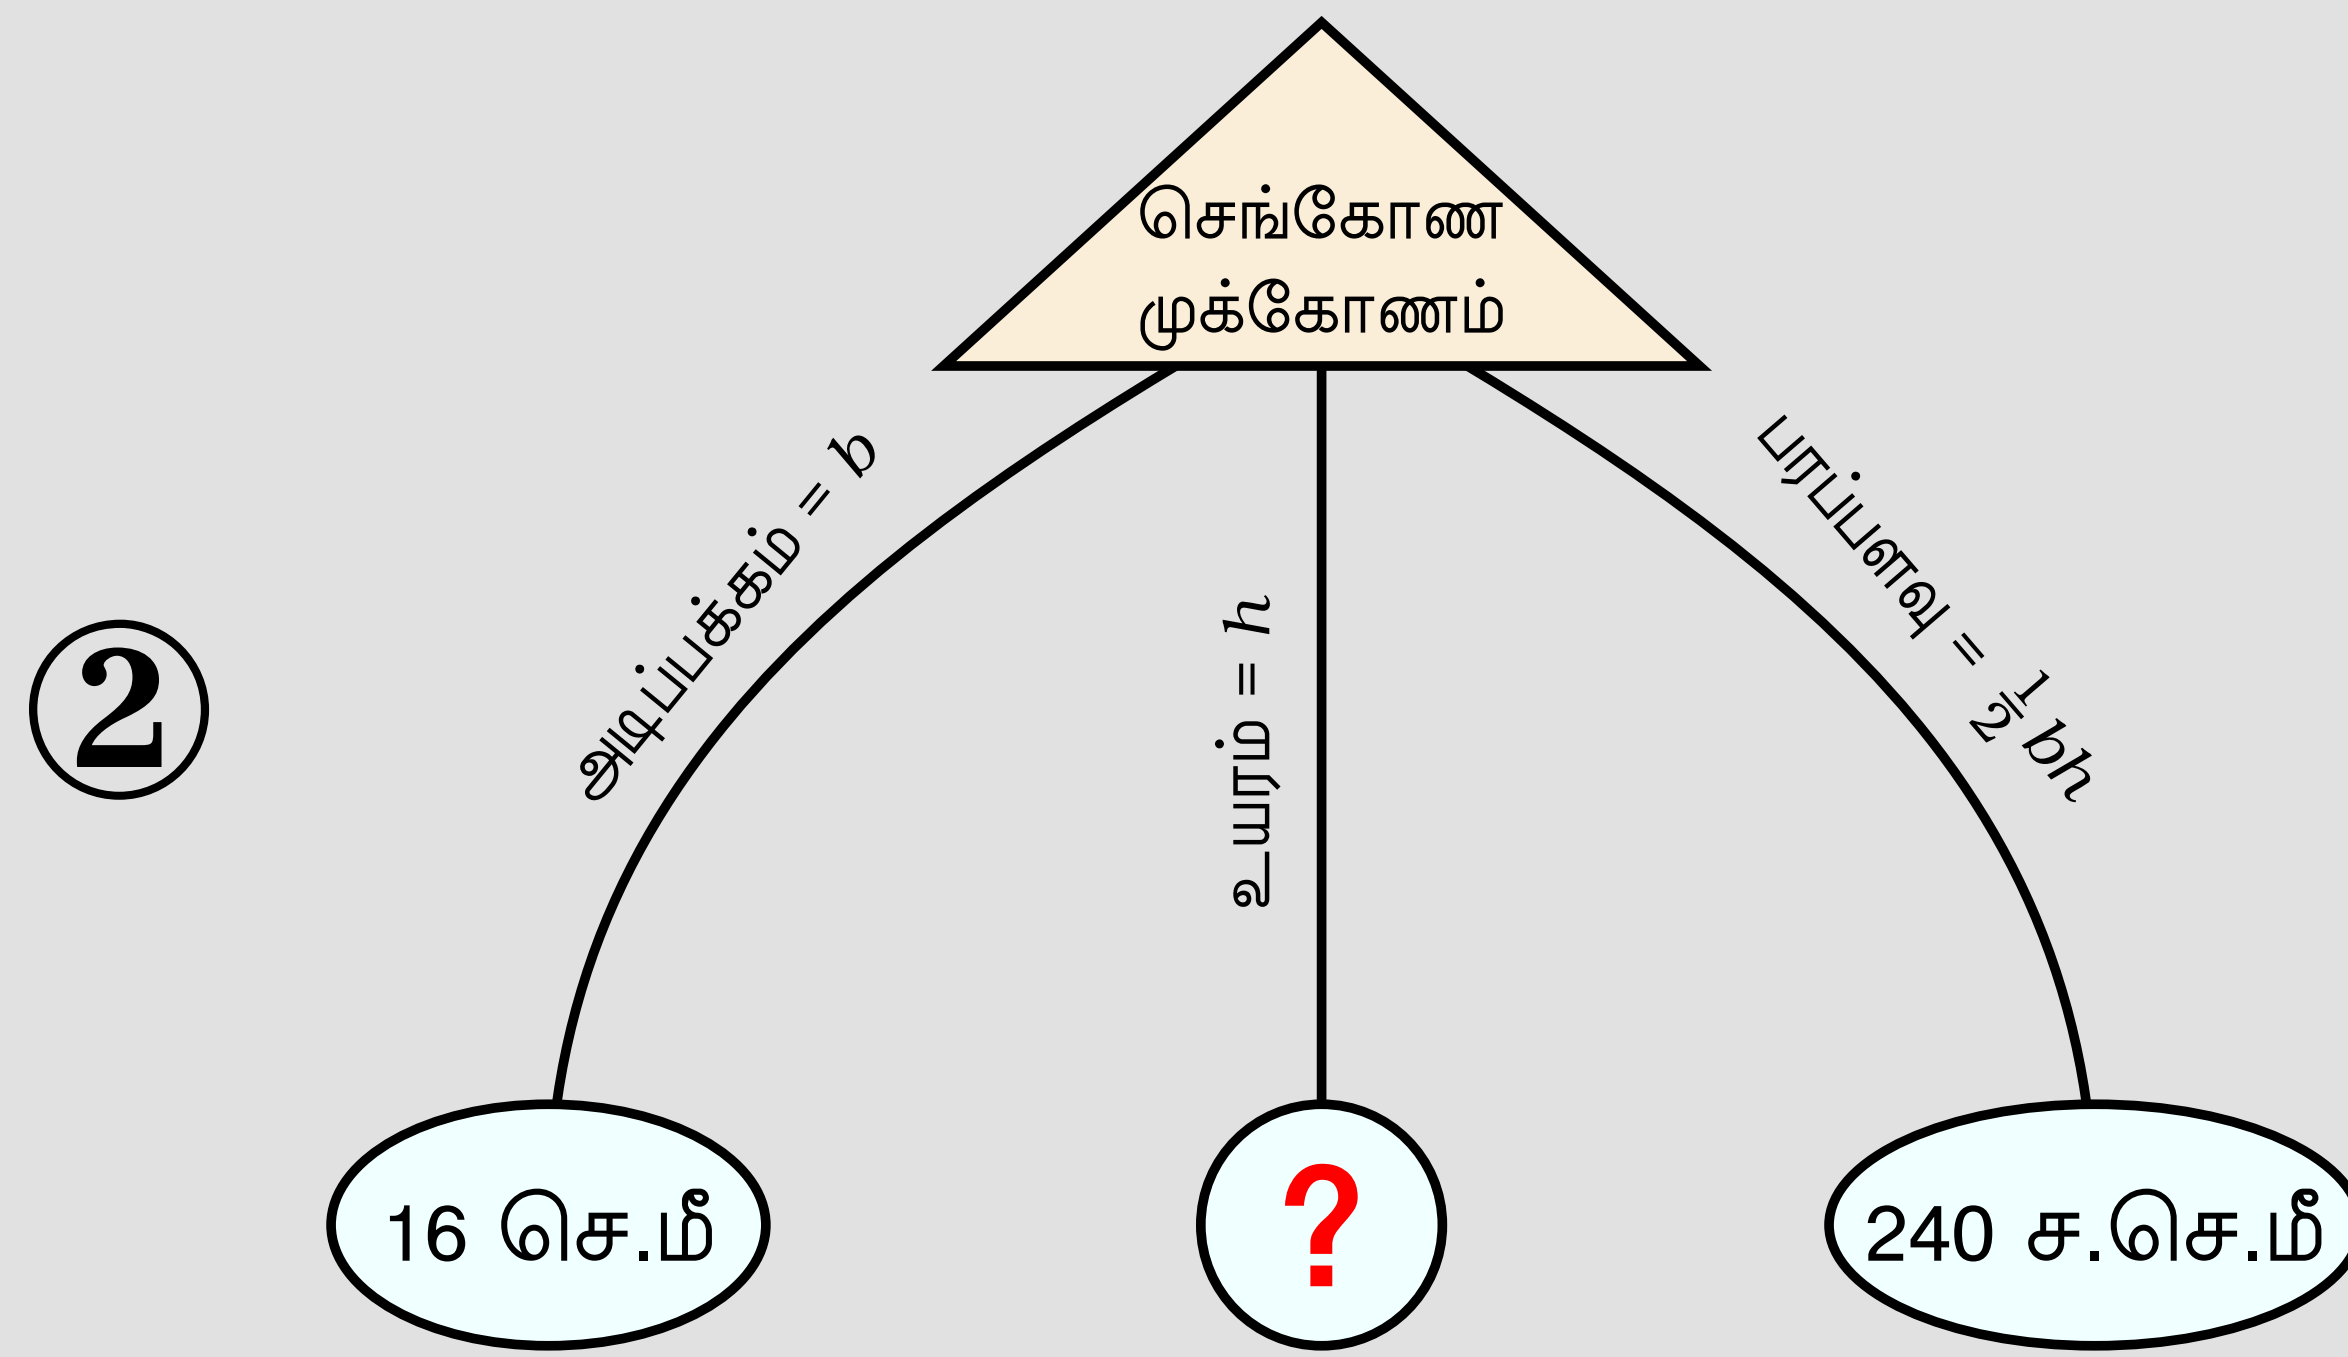 ②
செங்கோண
முக்கோணம்
அடிப்பக்கம் = b
உயரம் = h
பரப்பளவு = 1/2 bh
16 செ.மீ
?
240 ச.செ.மீ